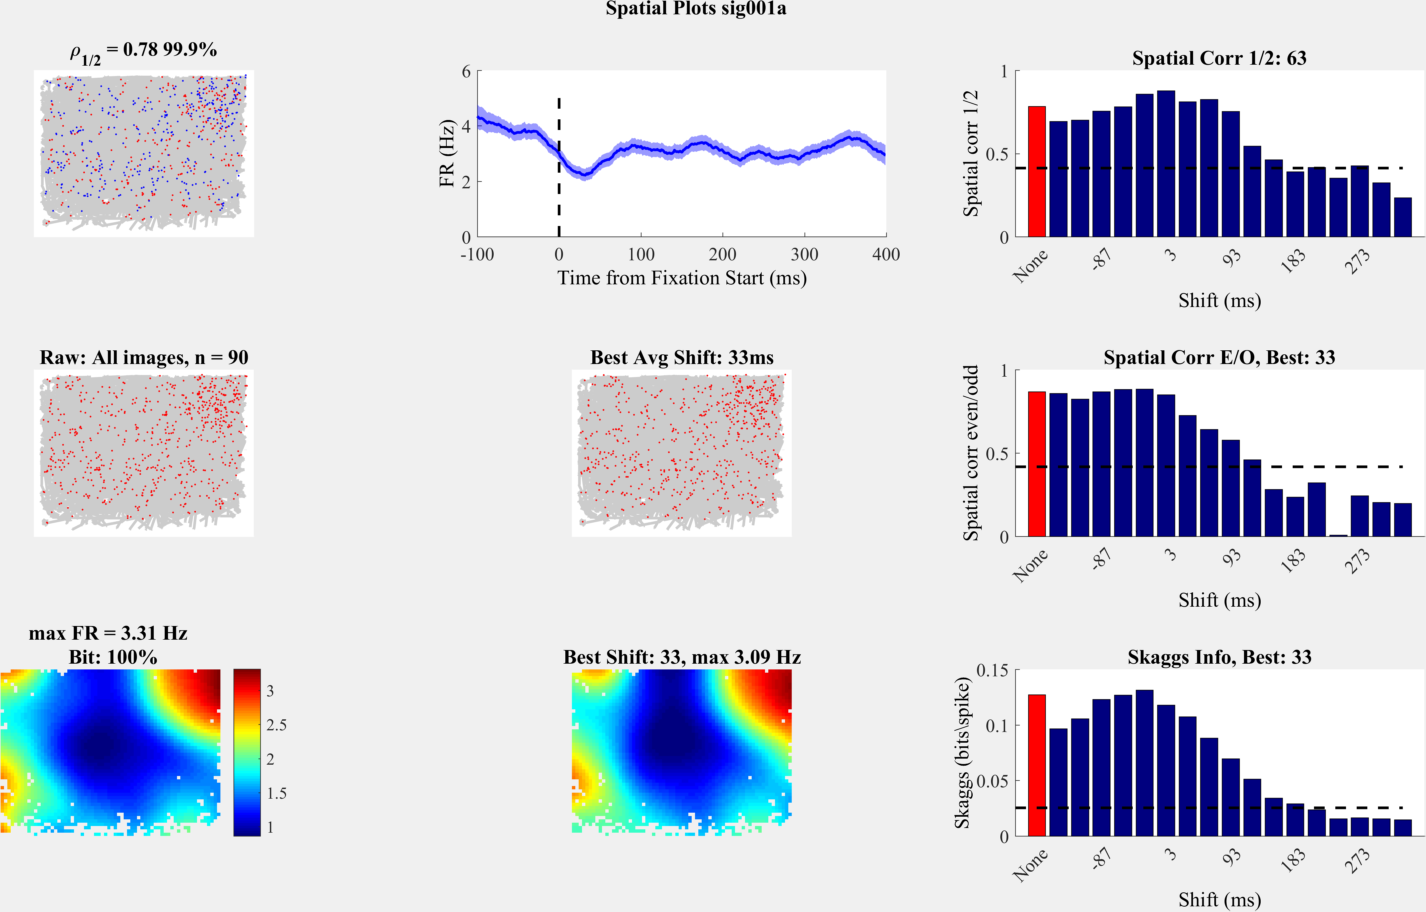 Spatial Plots sig001a
ρ1/2 = 0.78 99.9%
6
4
2
0
FR (Hz)
-100
0
100
200
300
400
Time from Fixation Start (ms)
Spatial Corr 1/2: 63
1
0.5
0
Spatial corr 1/2
None
-87
3
93
183
273
Shift (ms)
Raw: All images, n = 90
Best Avg Shift: 33ms
Spatial Corr E/O, Best: 33
1
0.5
0
Spatial corr even/odd
None
-87
3
93
183
273
Shift (ms)
max FR = 3.31 Hz
Bit: 100%
3
2.5
2
1.5
1
Best Shift: 33, max 3.09 Hz
Skaggs Info, Best: 33
0.15
0.1
0.05
0
Skaggs (bits\spike)
None
-87
3
93
183
273
Shift (ms)